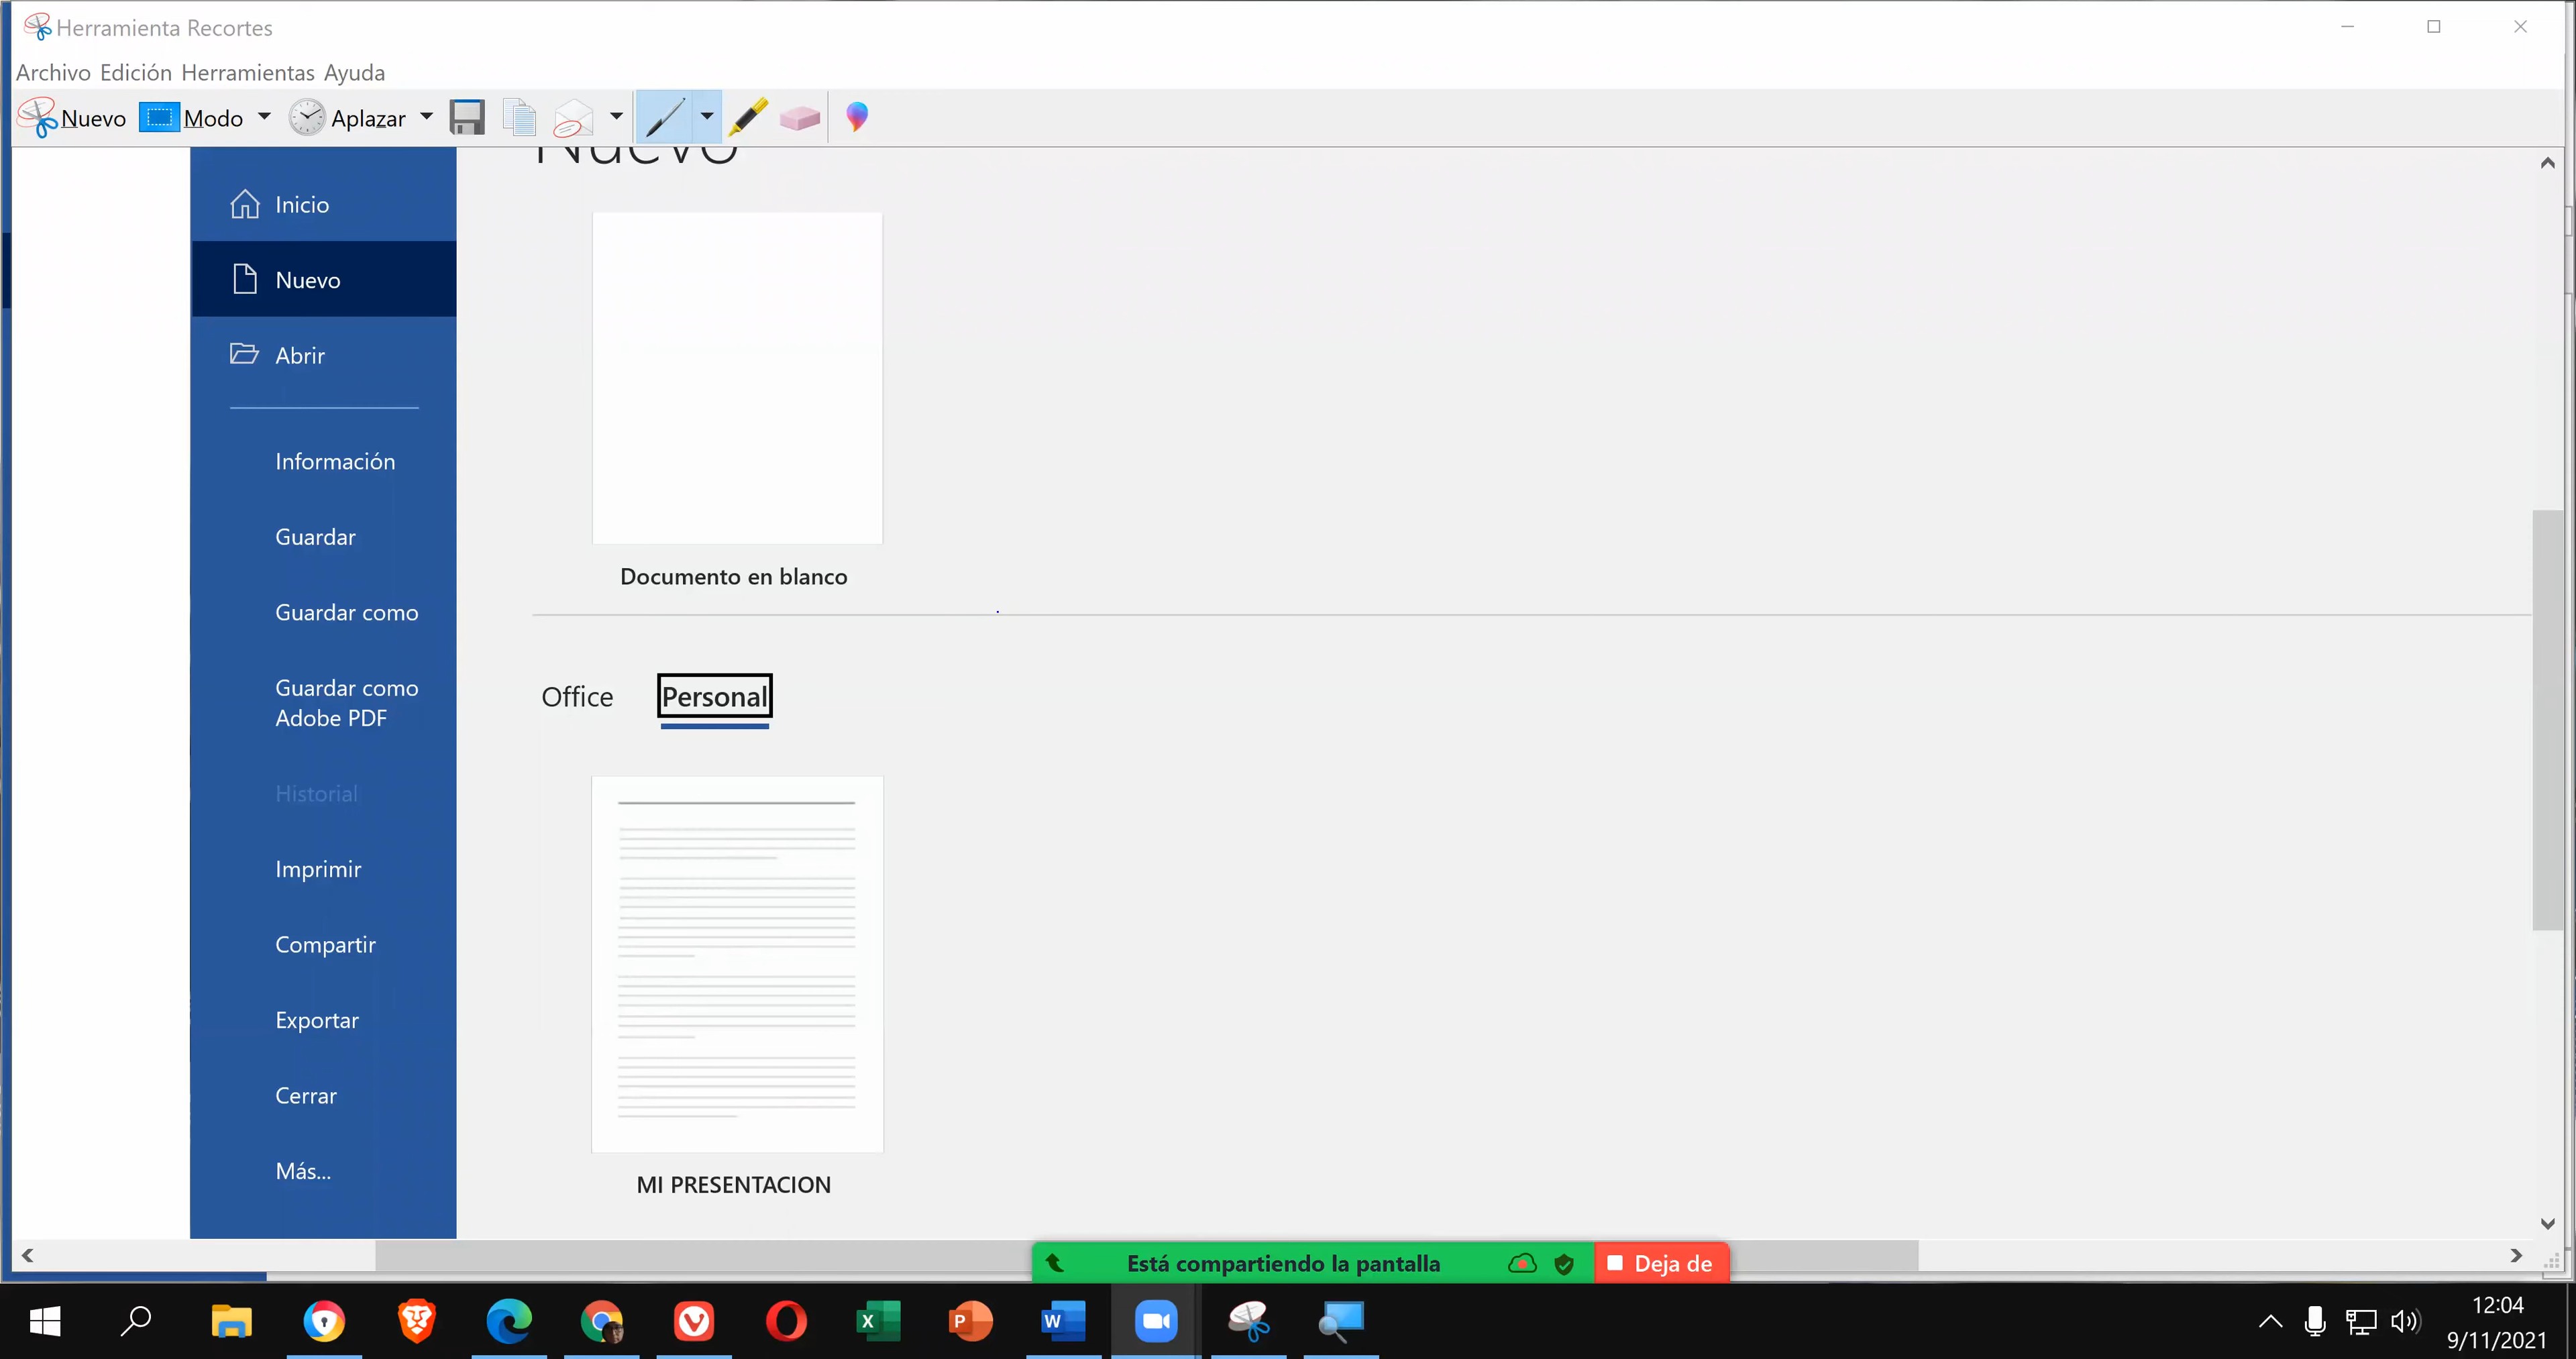 Herramienta Recortes
Archivo Edición Herramientas Ayuda
Nuevo Modo Aplazar
Nuevo
Inicio
Nuevo
Abrir
Información
Guardar
Guardar como
Guardar como
Adobe PDF
Historial
Imprimir
Compartir
Exportar
Cerrar
Más...
Documento en blanco
Office Personal
MI PRESENTACION
Está compartiendo la pantalla Deja de
12:04
9/11/2021